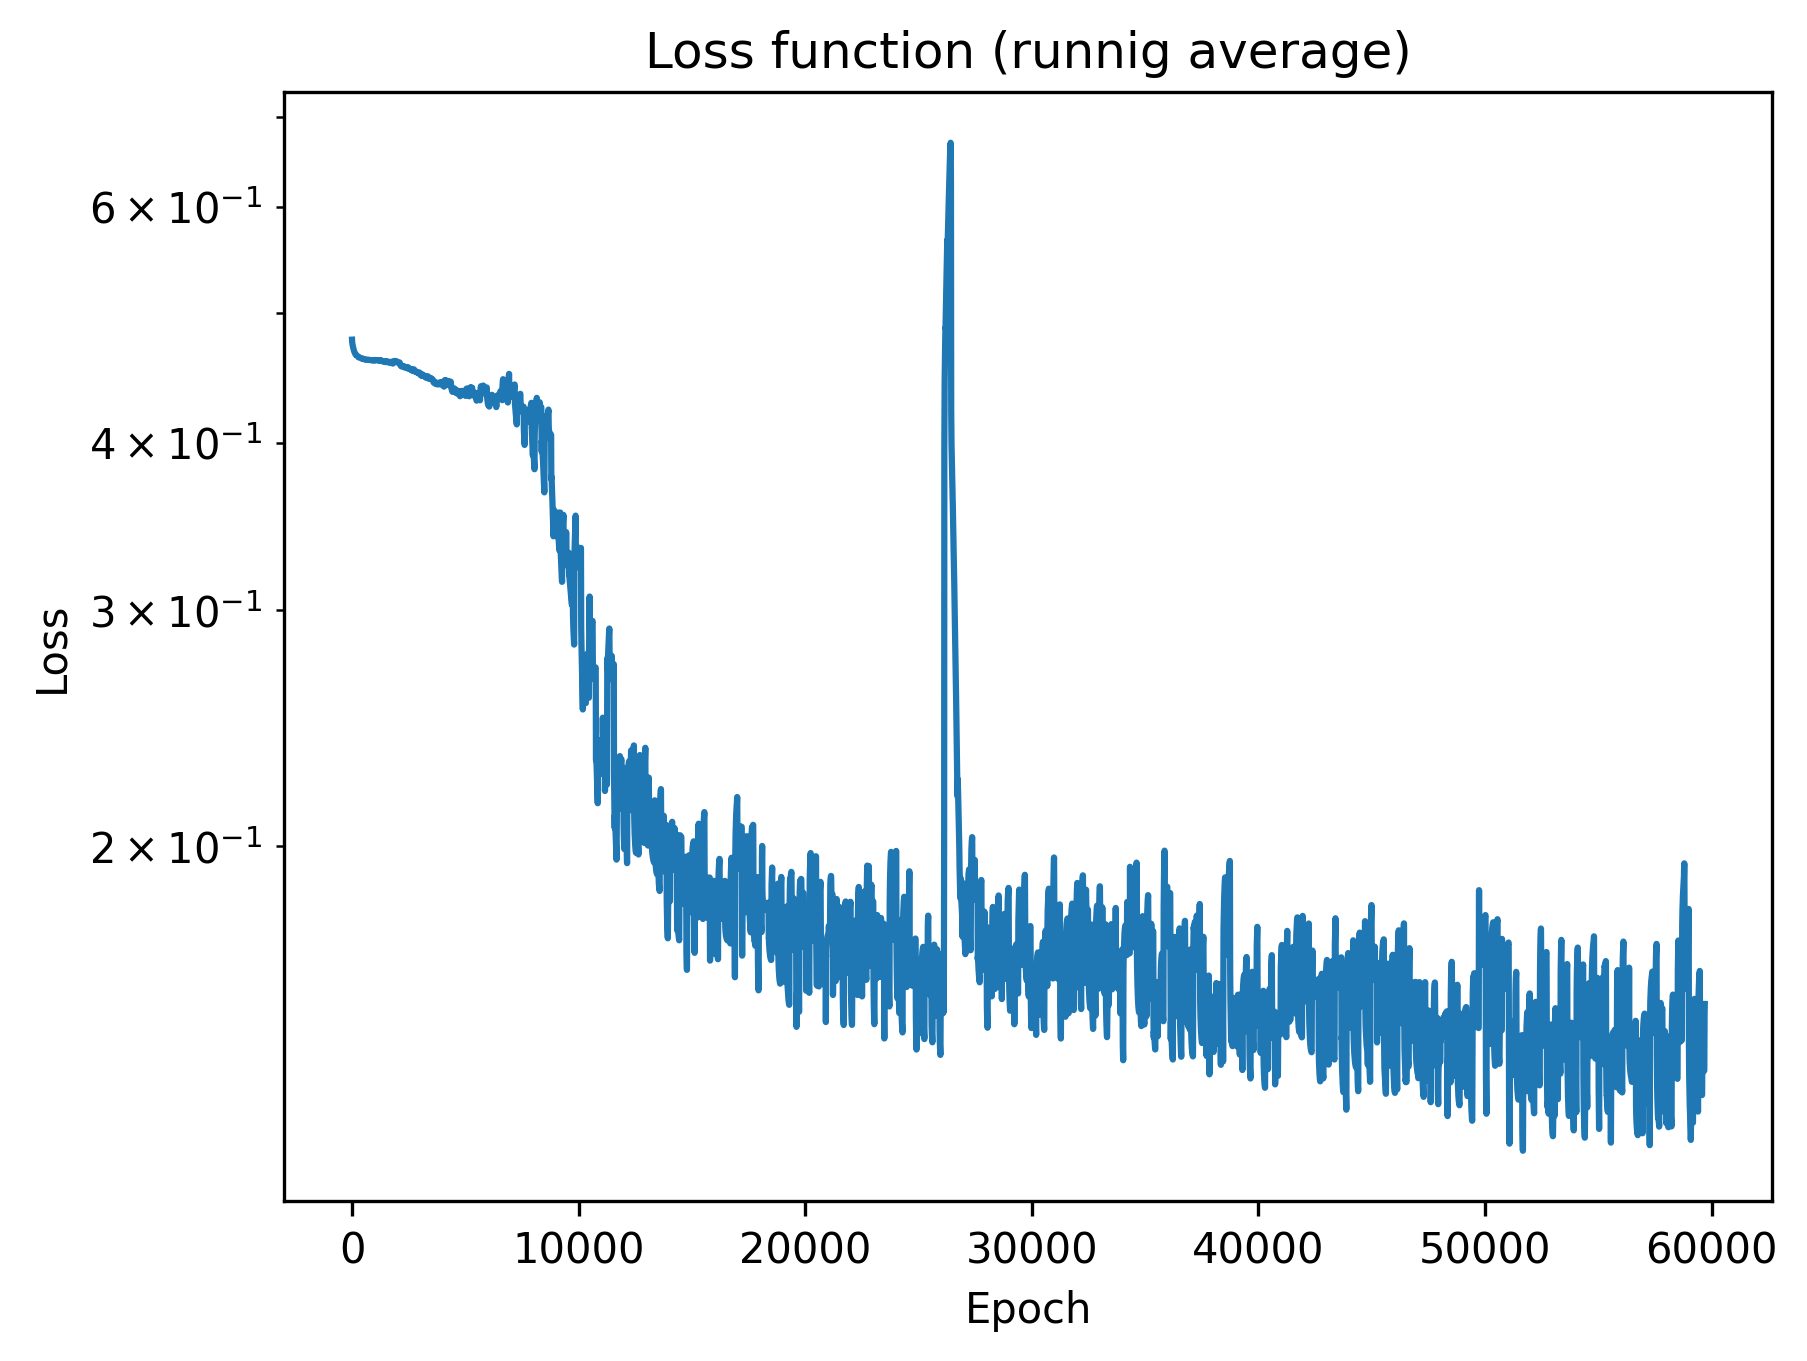 Loss function (runnig average)
6 × 10⁻¹
4 × 10⁻¹
3 × 10⁻¹
2 × 10⁻¹
Loss
0 10000 20000 30000 40000 50000 60000
Epoch